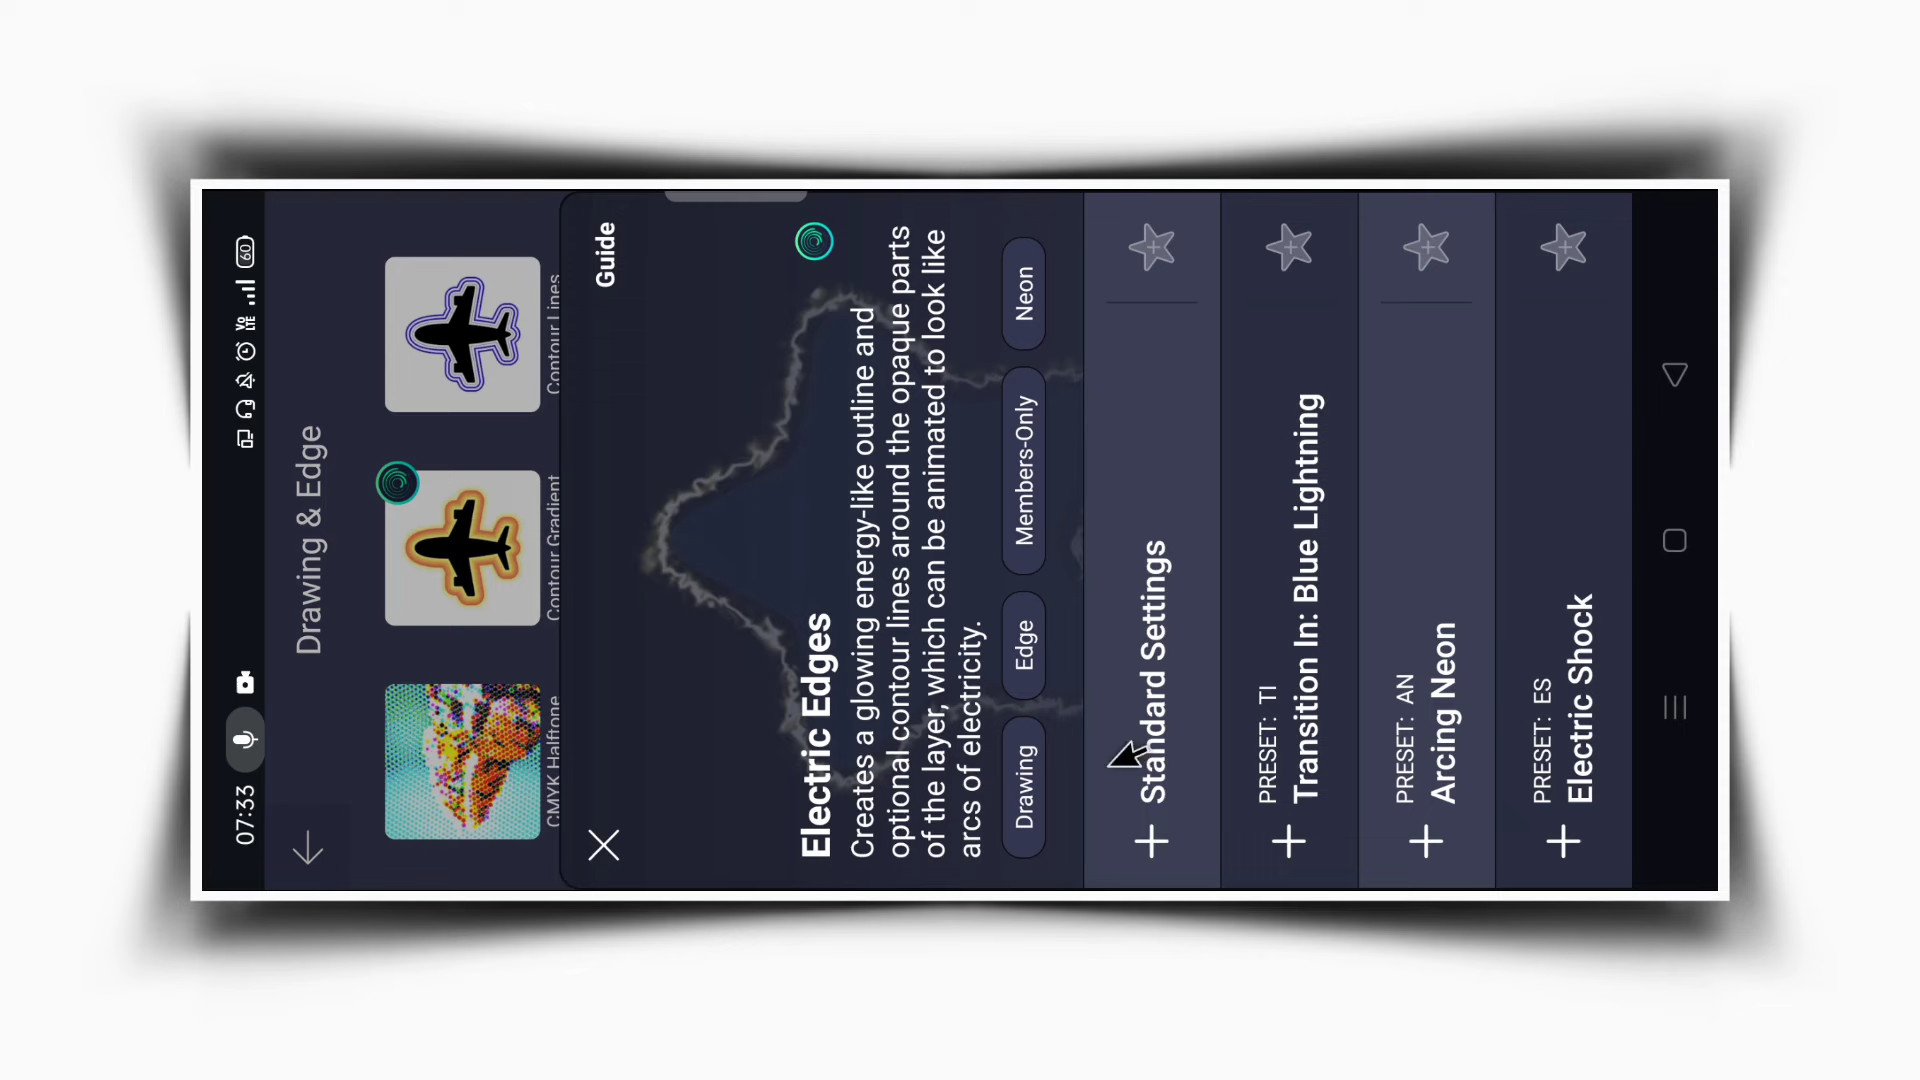 07:33
VO LTE
60
Drawing & Edge
CMYK Halftone
Contour Gradient
Contour Lines
Guide
Electric Edges
Creates a glowing energy-like outline and
optional contour lines around the opaque parts
of the layer, which can be animated to look like
arcs of electricity.
Drawing
Edge
Members-Only
Neon
Standard Settings
PRESET: TI
Transition In: Blue Lightning
PRESET: AN
Arcing Neon
PRESET: ES
Electric Shock